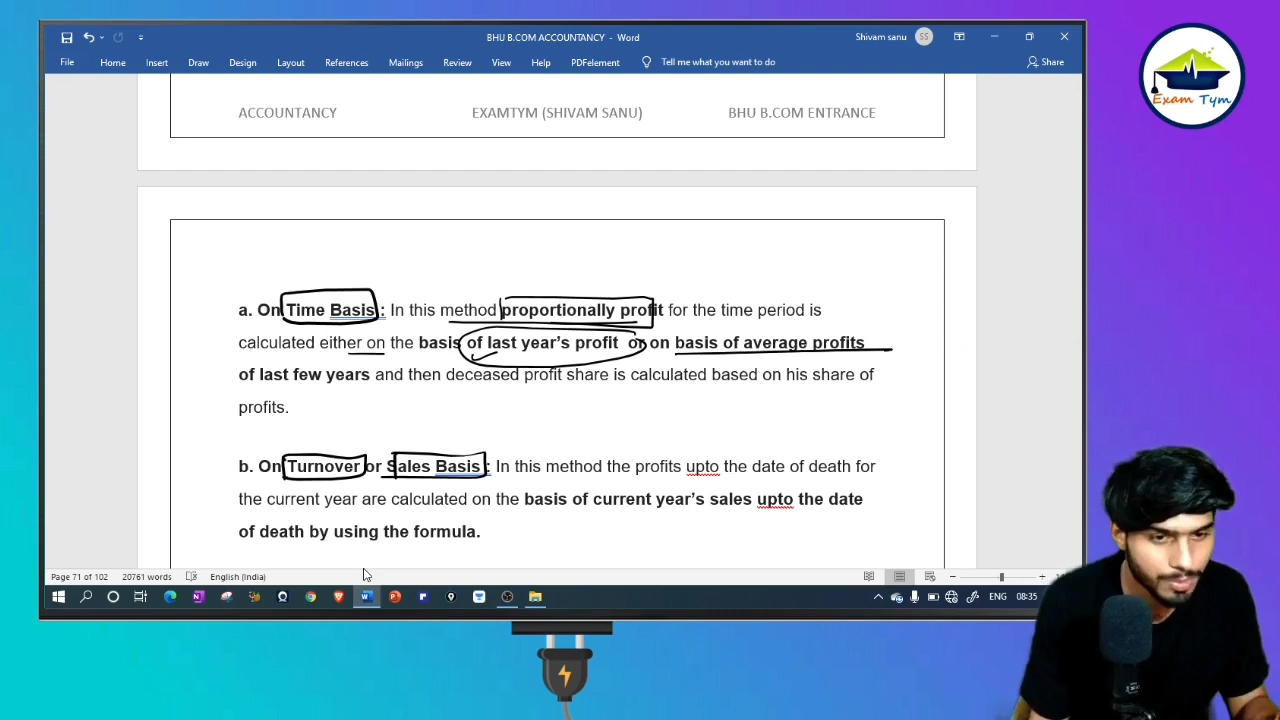 BHU B.COM ACCOUNTANCY - Word
Shivam sanu
SS
File Home Insert Draw Design Layout References Mailings Review View Help PDFelement Tell me what you want to do Share
Exam Tym
ACCOUNTANCY EXAMTYM (SHIVAM SANU) BHU B.COM ENTRANCE
a. On Time Basis : In this method proportionally profit for the time period is
calculated either on the basis of last year's profit or on basis of average profits
of last few years and then deceased profit share is calculated based on his share of
profits.
b. On Turnover or Sales Basis : In this method the profits upto the date of death for
the current year are calculated on the basis of current year's sales upto the date
of death by using the formula.
Page 71 of 102 20761 words English (India)
ENG 08:35